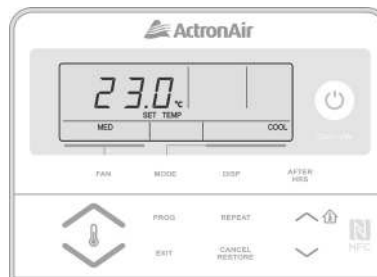 ActronAir
23.0 °C
SET TEMP
MED COOL
FAN MODE DISP AFTER HRS
PROG REPEAT
EXIT CANCEL RESTORE
NFC